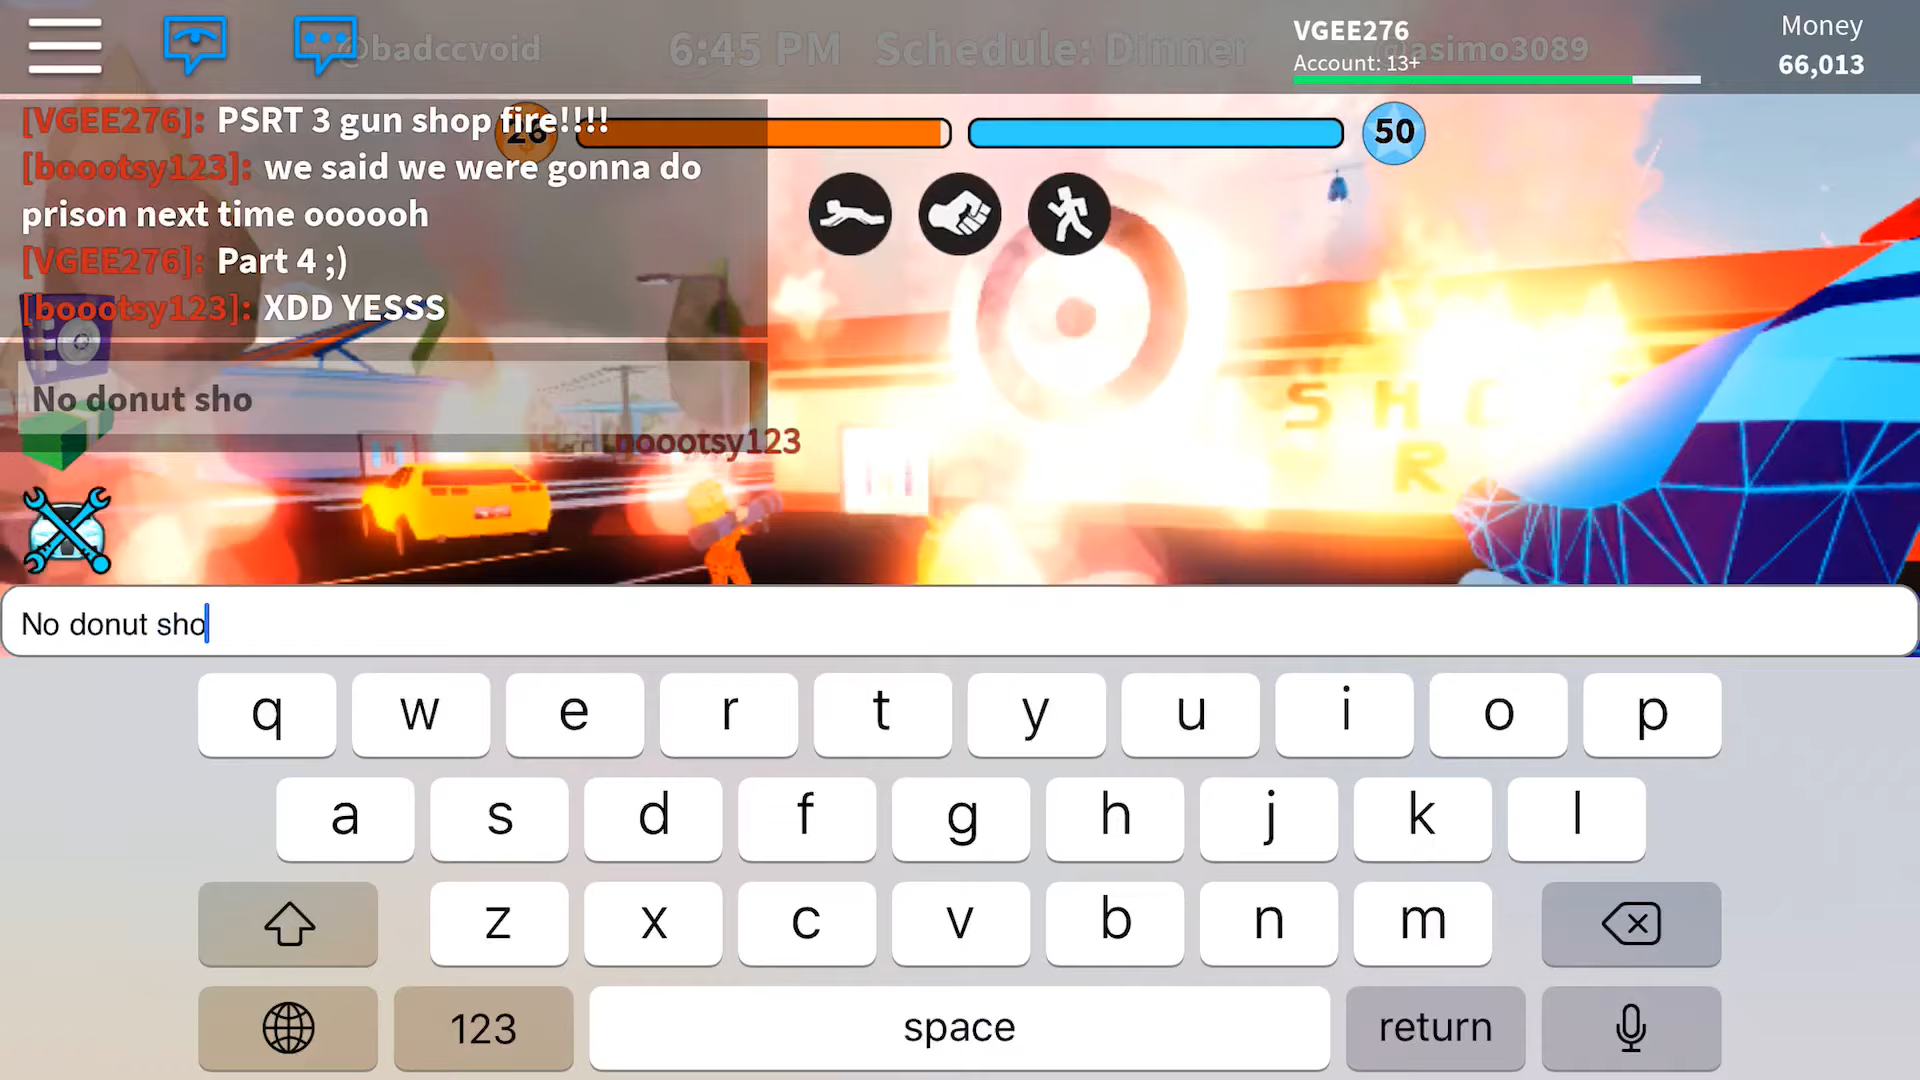 @badccvoid
6:45 PM Schedule: Dinner
@asimo3089
VGEE276
Account: 13+
Money
66,013
26
50
[VGEE276]: PSRT 3 gun shop fire!!!!
[boootsy123]: we said we were gonna do
prison next time oooooh
[VGEE276]: Part 4 ;)
[boootsy123]: XDD YESSS
No donut sho
boootsy123
No donut sho
q w e r t y u i o p
a s d f g h j k l
z x c v b n m
123 space return